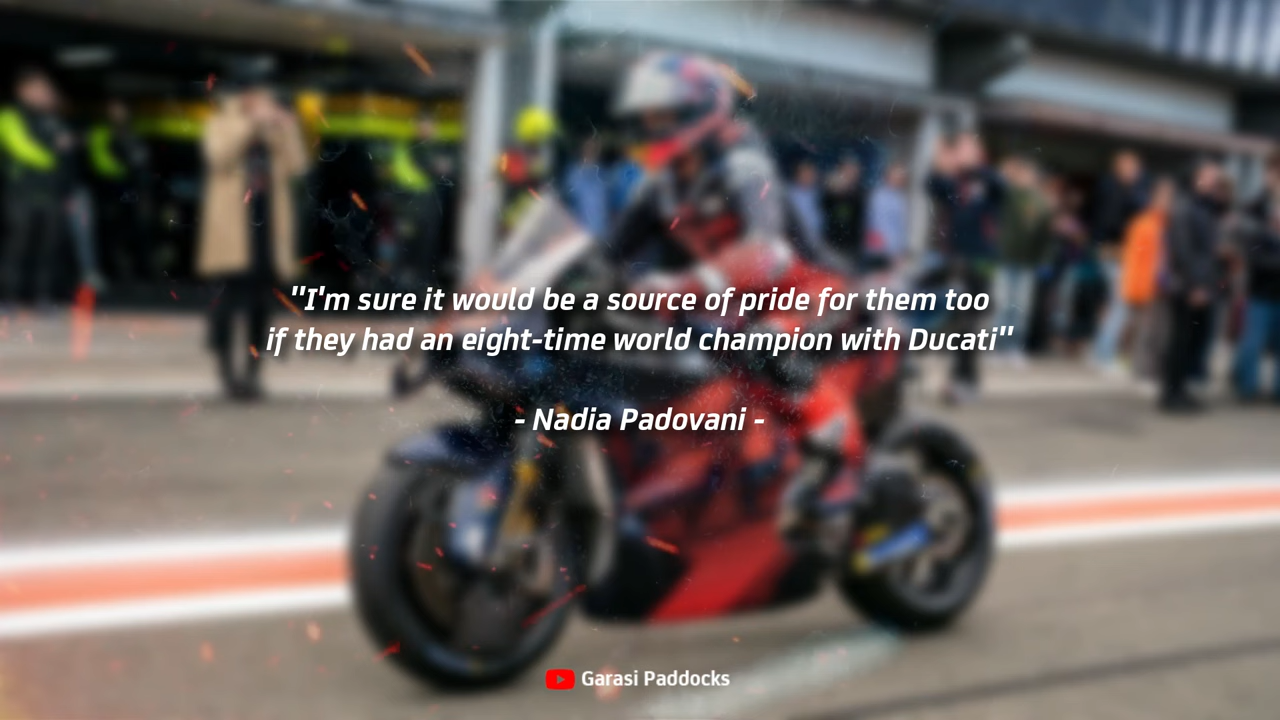 "I'm sure it would be a source of pride for them too
if they had an eight-time world champion with Ducati"
- Nadia Padovani -
Garasi Paddocks